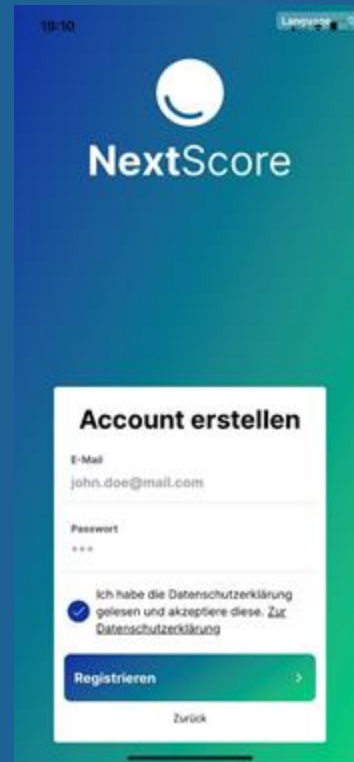 19:10
Language
NextScore
Account erstellen
E-Mail
john.doe@mail.com
Passwort
***
Ich habe die Datenschutzerklärung
gelesen und akzeptiere diese. Zur
Datenschutzerklärung
Registrieren
Zurück